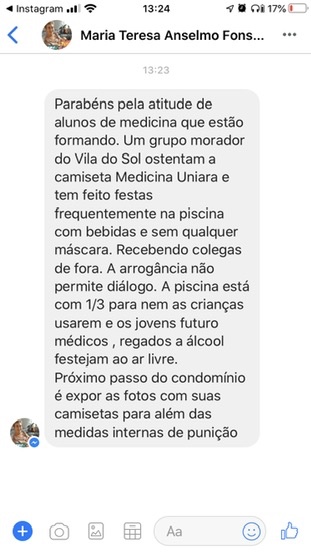 Instagram
13:24
17%
Maria Teresa Anselmo Fons...
13:23
Parabéns pela atitude de
alunos de medicina que estão
formando. Um grupo morador
do Vila do Sol ostentam a
camiseta Medicina Uniara e
tem feito festas
frequentemente na piscina
com bebidas e sem qualquer
máscara. Recebendo colegas
de fora. A arrogância não
permite diálogo. A piscina está
com 1/3 para nem as crianças
usarem e os jovens futuro
médicos , regados a álcool
festejam ao ar livre.
Próximo passo do condomínio
é expor as fotos com suas
camisetas para além das
medidas internas de punição
Aa